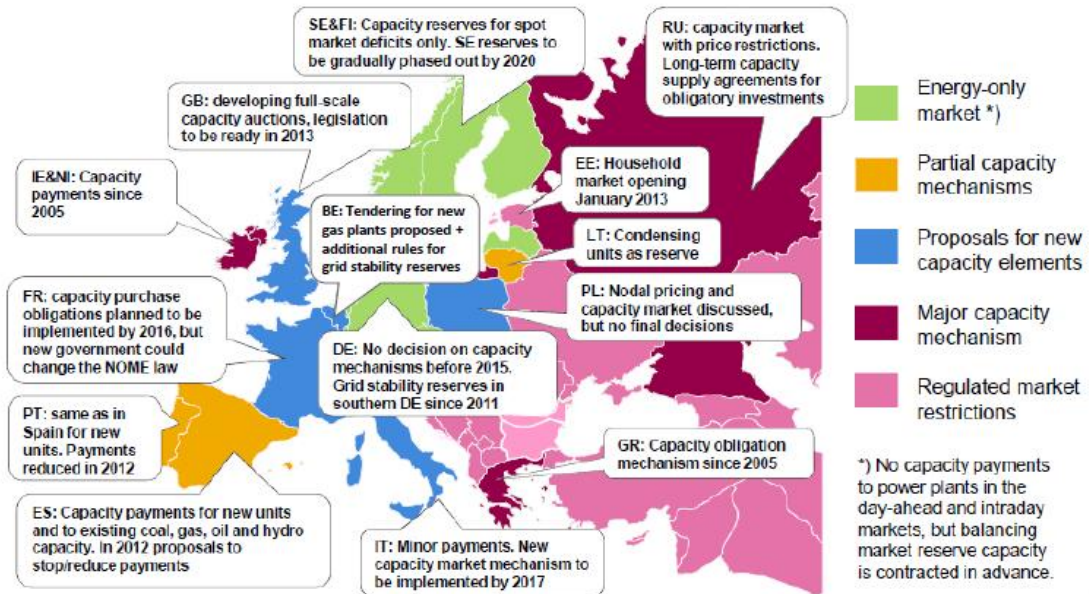 SE&FI: Capacity reserves for spot
market deficits only. SE reserves to
be gradually phased out by 2020
RU: capacity market
with price restrictions.
Long-term capacity
supply agreements for
obligatory investments
GB: developing full-scale
capacity auctions, legislation
to be ready in 2013
IE&NI: Capacity
payments since
2005
EE: Household
market opening
January 2013
BE: Tendering for new
gas plants proposed +
additional rules for
grid stability reserves
LT: Condensing
units as reserve
FR: capacity purchase
obligations planned to be
implemented by 2016, but
new government could
change the NOME law
PL: Nodal pricing and
capacity market discussed,
but no final decisions
DE: No decision on capacity
mechanisms before 2015.
Grid stability reserves in
southern DE since 2011
PT: same as in
Spain for new
units. Payments
reduced in 2012
GR: Capacity obligation
mechanism since 2005
ES: Capacity payments for new units
and to existing coal, gas, oil and hydro
capacity. In 2012 proposals to
stop/reduce payments
IT: Minor payments. New
capacity market mechanism to
be implemented by 2017
Energy-only
market *)
Partial capacity
mechanisms
Proposals for new
capacity elements
Major capacity
mechanism
Regulated market
restrictions
*) No capacity payments
to power plants in the
day-ahead and intraday
markets, but balancing
market reserve capacity
is contracted in advance.